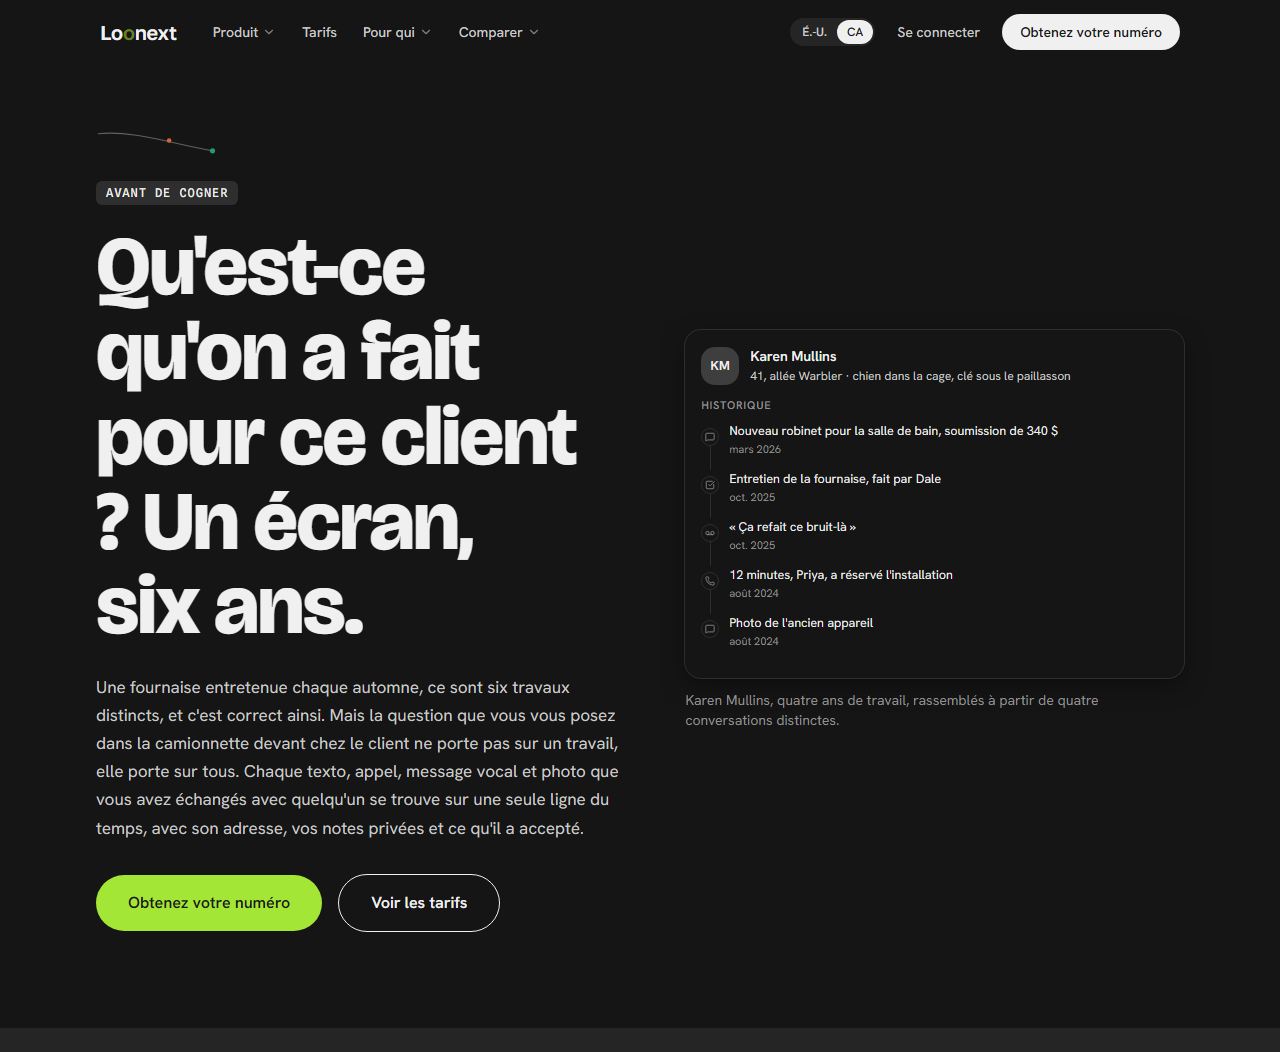 Loonext
Produit
Tarifs
Pour qui
Comparer
É.-U.
CA
Se connecter
Obtenez votre numéro
AVANT DE COGNER
Qu'est-ce
qu'on a fait
pour ce client
? Un écran,
six ans.
Une fournaise entretenue chaque automne, ce sont six travaux
distincts, et c'est correct ainsi. Mais la question que vous vous posez
dans la camionnette devant chez le client ne porte pas sur un travail,
elle porte sur tous. Chaque texto, appel, message vocal et photo que
vous avez échangés avec quelqu'un se trouve sur une seule ligne du
temps, avec son adresse, vos notes privées et ce qu'il a accepté.
Obtenez votre numéro
Voir les tarifs
KM
Karen Mullins
41, allée Warbler · chien dans la cage, clé sous le paillasson
HISTORIQUE
Nouveau robinet pour la salle de bain, soumission de 340 $
mars 2026
Entretien de la fournaise, fait par Dale
oct. 2025
« Ça refait ce bruit-là »
oct. 2025
12 minutes, Priya, a réservé l'installation
août 2024
Photo de l'ancien appareil
août 2024
Karen Mullins, quatre ans de travail, rassemblés à partir de quatre
conversations distinctes.